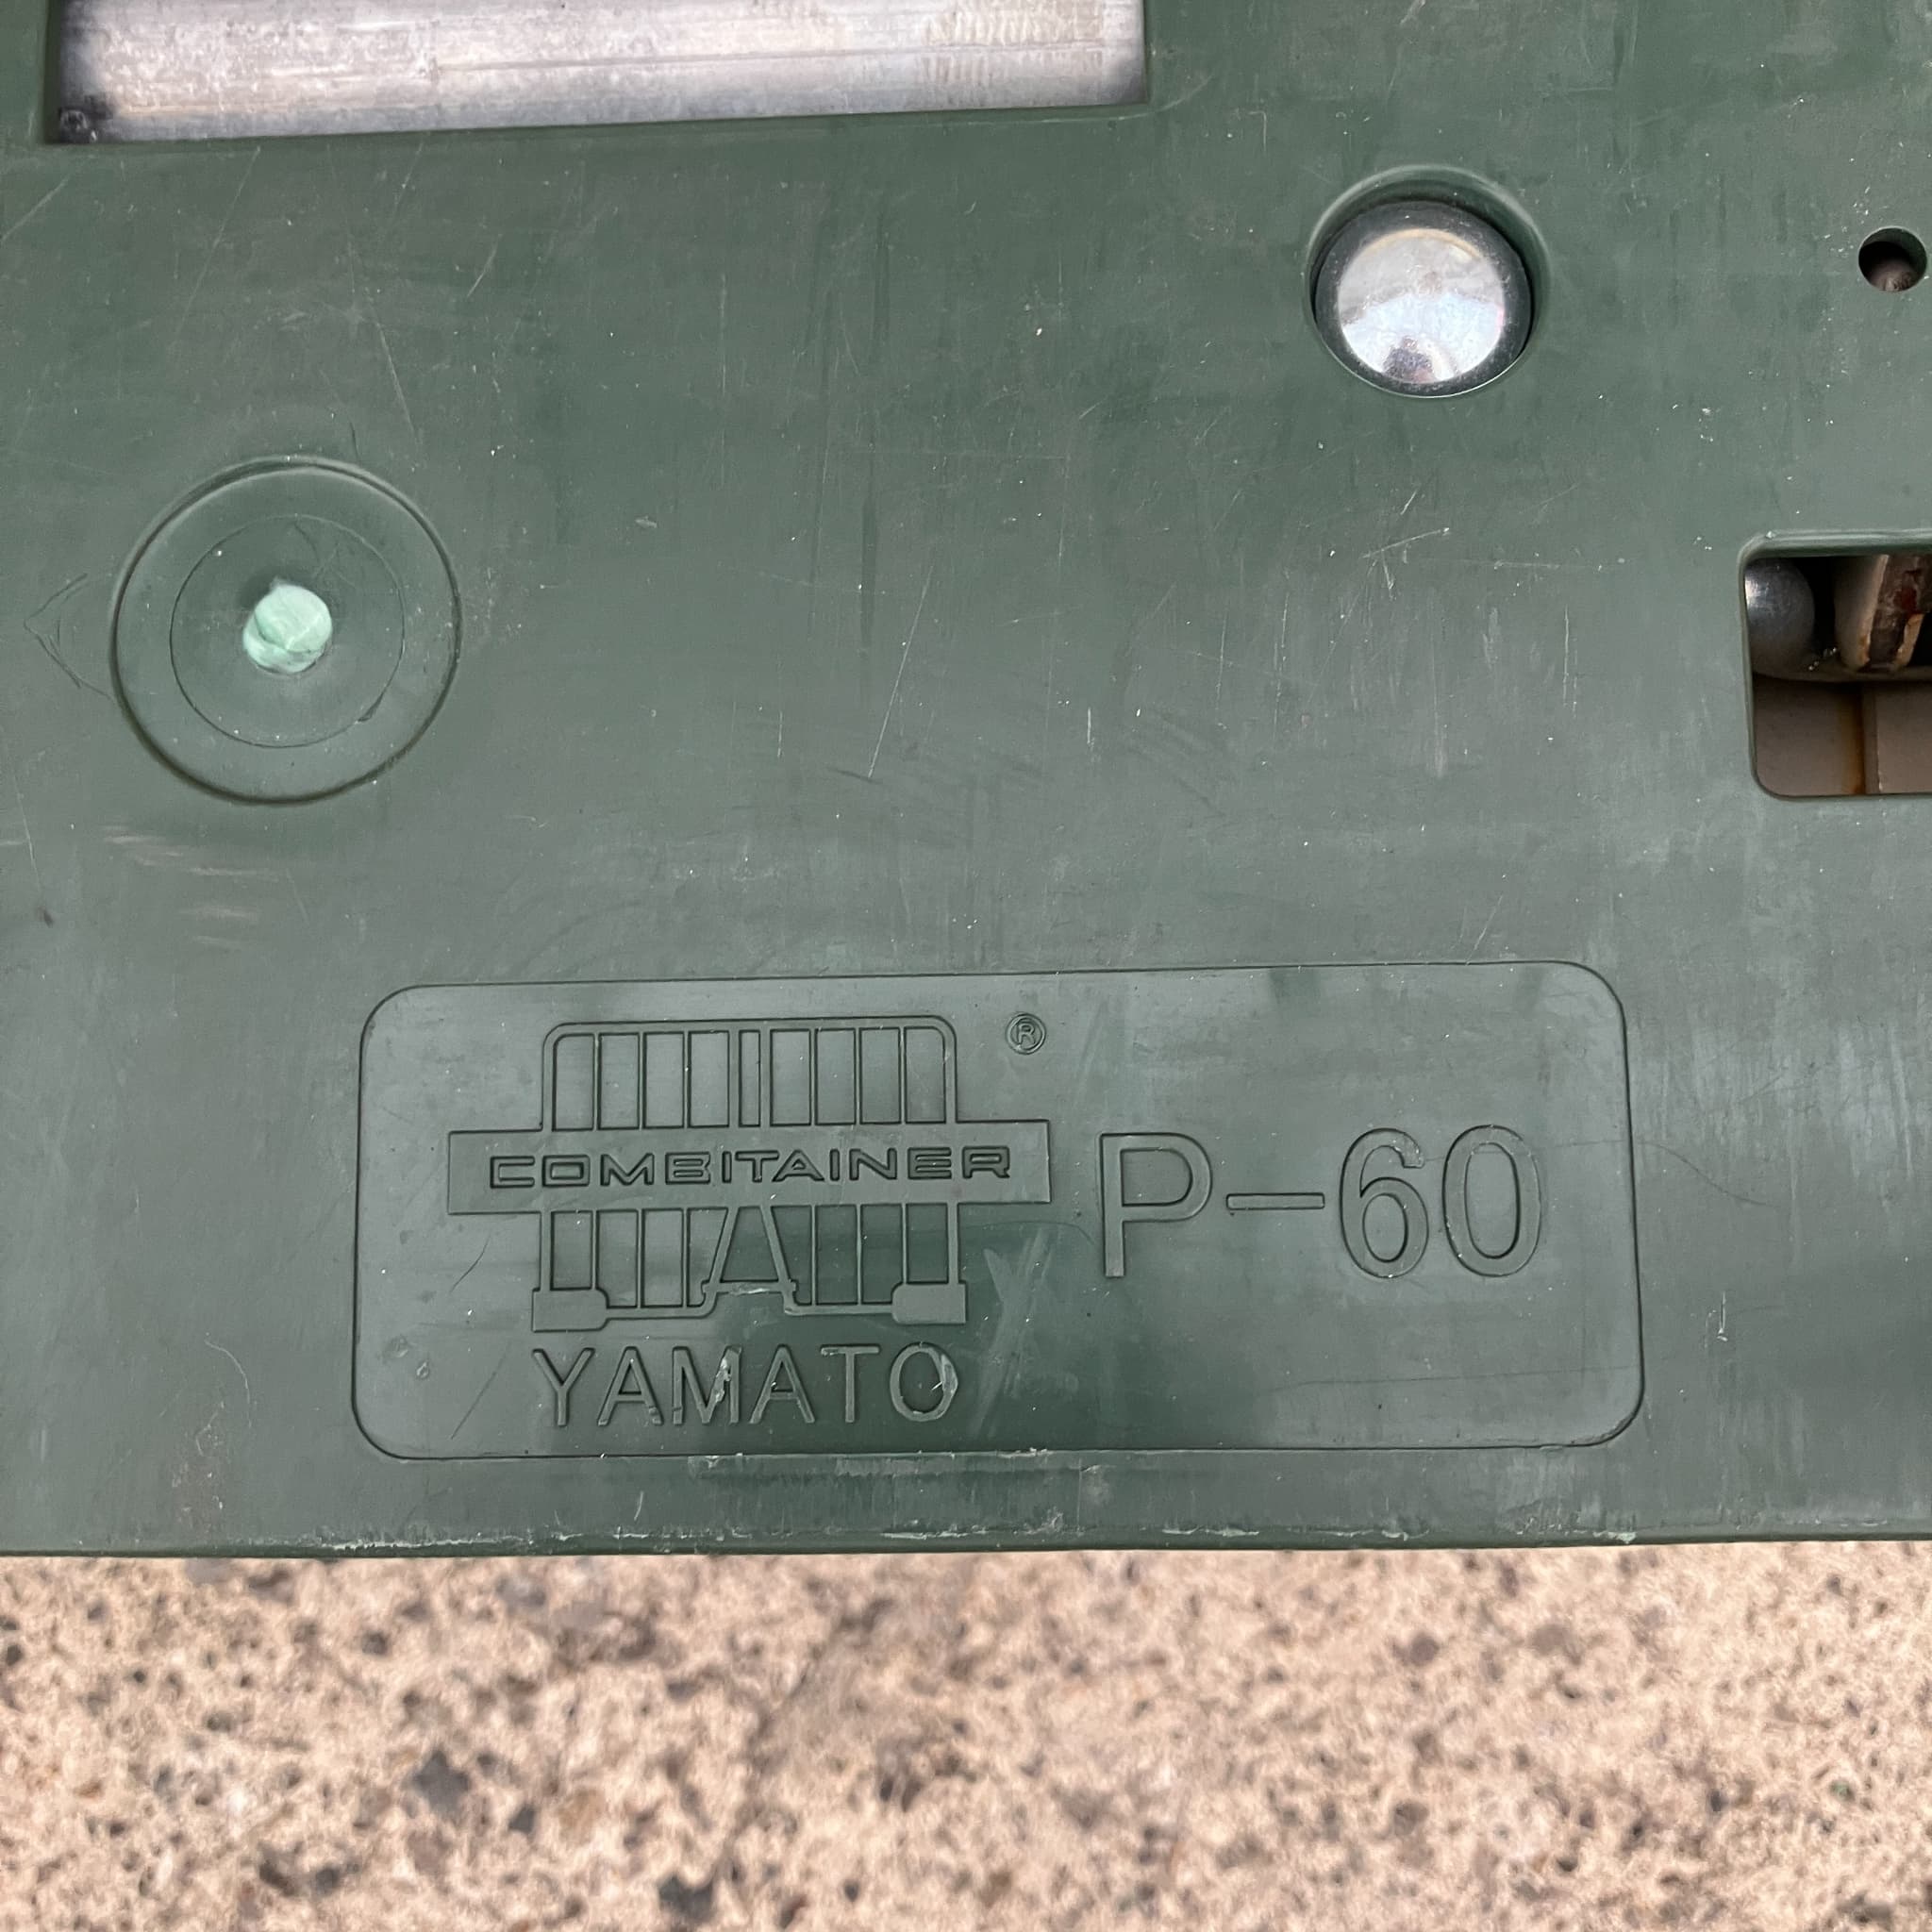 ®
COMBITAINER
P-60
YAMATO